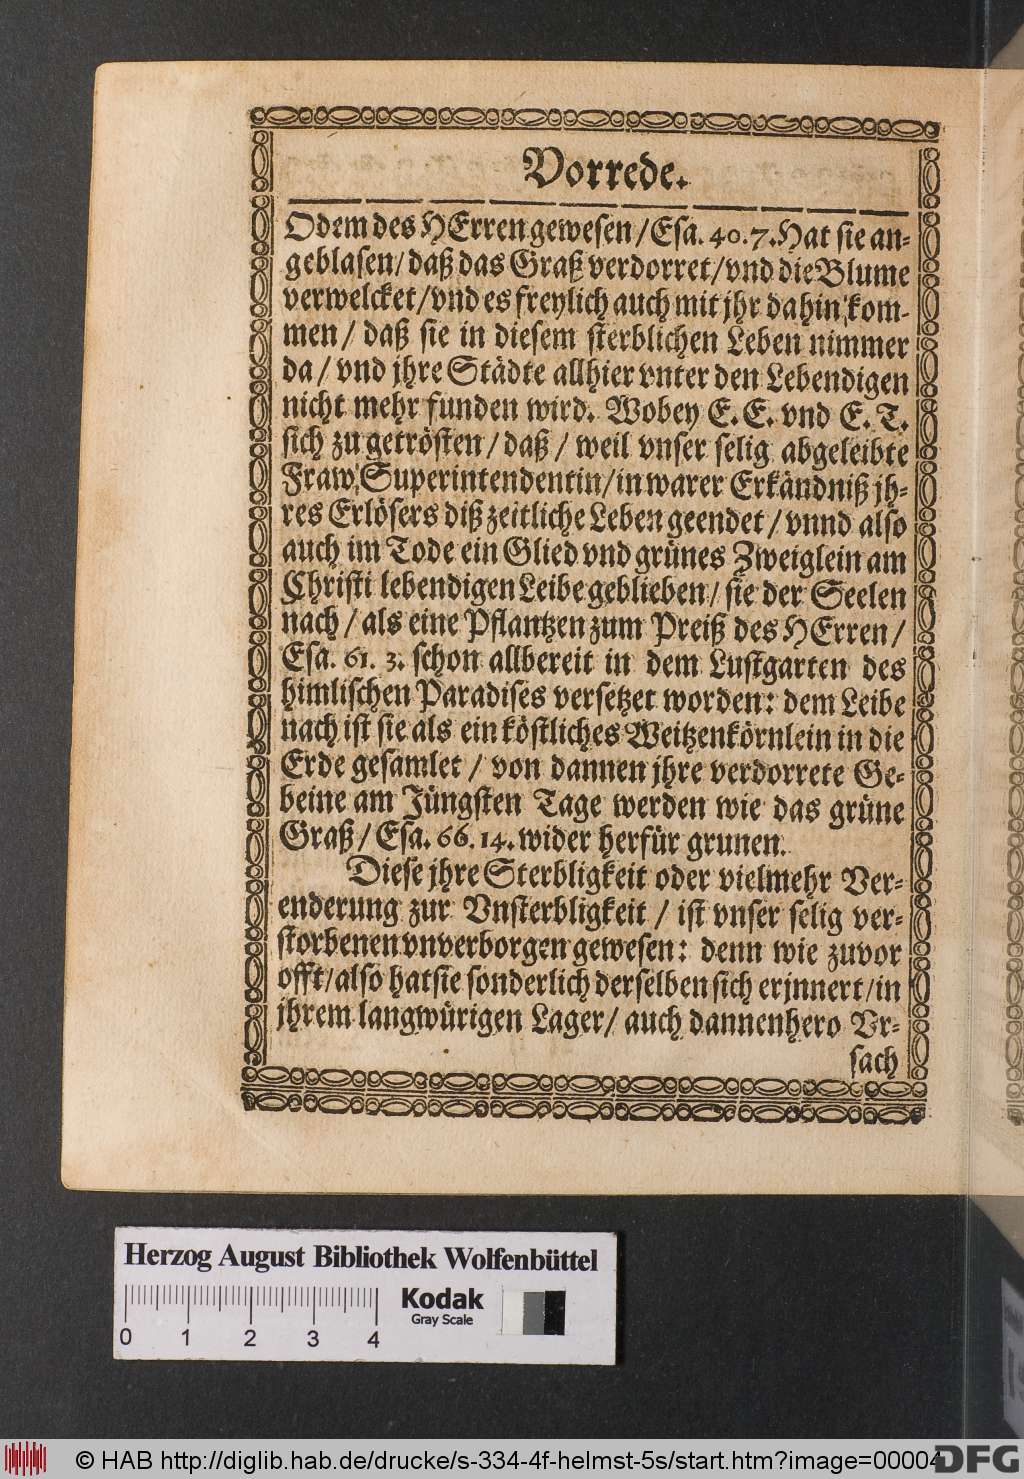 Vorrede.
Odem des HErren gewesen / Esa. 40. 7. Hat sie an-
geblasen / daß das Graß verdorret / vnd die Blume
verwelcket / vnd es freylich auch mit jhr dahin kom-
men / daß sie in diesem sterblichen Leben nimmer
da / vnd jhre Städte allhier vnter den Lebendigen
nicht mehr funden wird. Wobey E. E. vnd E. T.
sich zu getrösten / daß / weil vnser selig abgeleibte
Fraw Superintendentin / in warer Erkändniß jh-
res Erlösers diß zeitliche Leben geendet / vnnd also
auch im Tode ein Glied vnd grünes Zweiglein am
Christi lebendigen Leibe geblieben / sie der Seelen
nach / als eine Pflantzen zum Preiß des HErren /
Esa. 61. 3. schon allbereit in dem Lustgarten des
himlischen Paradises versetzet worden: dem Leibe
nach ist sie als ein köstliches Weitzenkörnlein in die
Erde gesamlet / von dannen jhre verdorrete Ge-
beine am Jüngsten Tage werden wie das grüne
Graß / Esa. 66. 14. wider herfür grunen.
Diese jhre Sterbligkeit oder vielmehr Ver-
enderung zur Vnsterbligkeit / ist vnser selig ver-
storbenen vnverborgen gewesen: denn wie zuvor
offt / also hat sie sonderlich derselben sich erjnnert / in
jhrem langwürigen Lager / auch dannenhero Vr-
sach
Herzog August Bibliothek Wolfenbüttel
0 1 2 3 4
Kodak
Gray Scale
© HAB http://diglib.hab.de/drucke/s-334-4f-helmst-5s/start.htm?image=00004
DFG